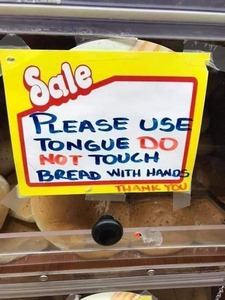 Sale
PLEASE USE
TONGUE DO
NOT TOUCH
BREAD WITH HANDS
THANK YOU